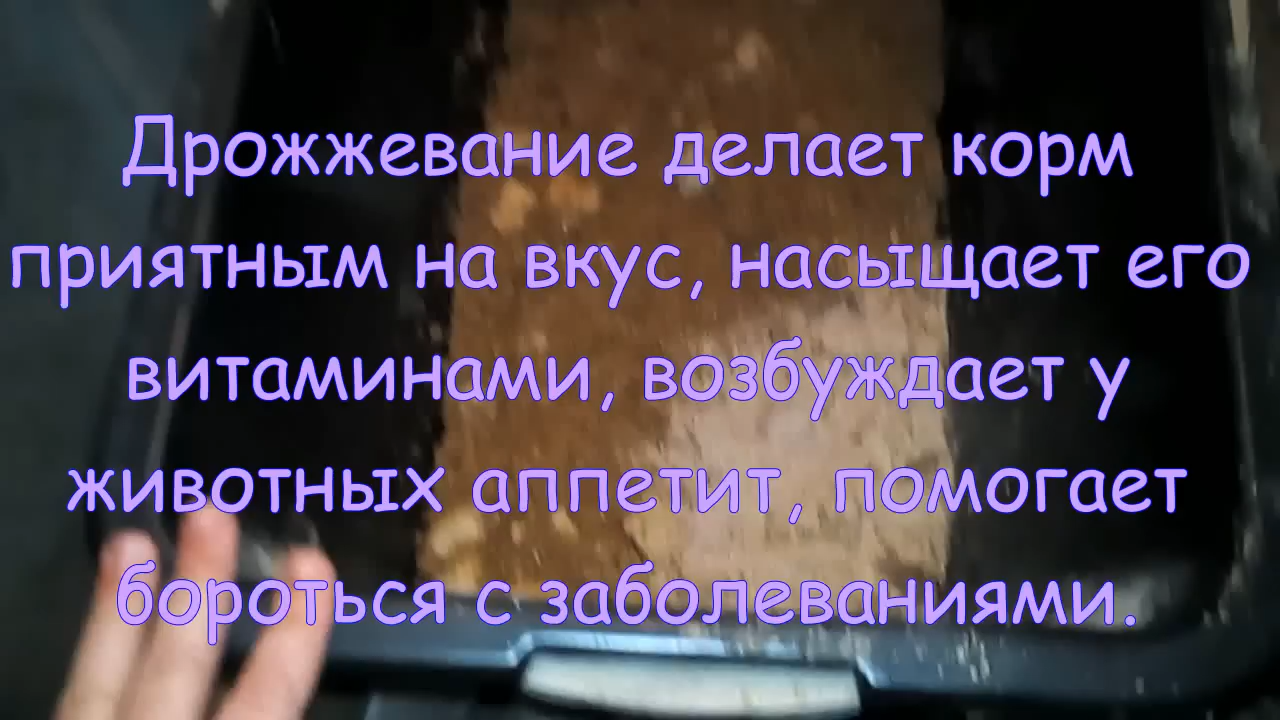 Дрожжевание делает корм
приятным на вкус, насыщает его
витаминами, возбуждает у
животных аппетит, помогает
бороться с заболеваниями.